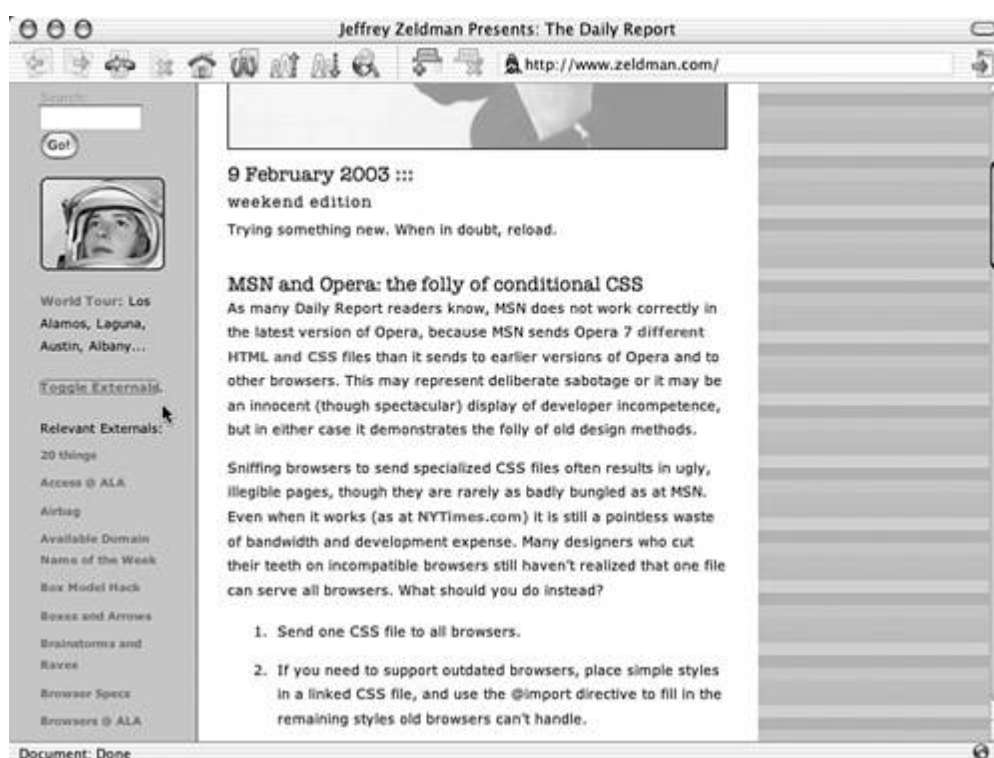 Jeffrey Zeldman Presents: The Daily Report
http://www.zeldman.com/
Search:
Go!
World Tour: Los
Alamos, Laguna,
Austin, Albany...
Toggle Externals.
Relevant Externals:
20 things
Access @ ALA
Airbag
Available Domain
Name of the Week
Box Model Hack
Boxes and Arrows
Brainstorms and
Raves
Browser Specs
Browsers @ ALA
9 February 2003 :::
weekend edition
Trying something new. When in doubt, reload.
MSN and Opera: the folly of conditional CSS
As many Daily Report readers know, MSN does not work correctly in
the latest version of Opera, because MSN sends Opera 7 different
HTML and CSS files than it sends to earlier versions of Opera and to
other browsers. This may represent deliberate sabotage or it may be
an innocent (though spectacular) display of developer incompetence,
but in either case it demonstrates the folly of old design methods.
Sniffing browsers to send specialized CSS files often results in ugly,
illegible pages, though they are rarely as badly bungled as at MSN.
Even when it works (as at NYTimes.com) it is still a pointless waste
of bandwidth and development expense. Many designers who cut
their teeth on incompatible browsers still haven't realized that one file
can serve all browsers. What should you do instead?
1. Send one CSS file to all browsers.
2. If you need to support outdated browsers, place simple styles
in a linked CSS file, and use the @import directive to fill in the
remaining styles old browsers can't handle.
Document: Done